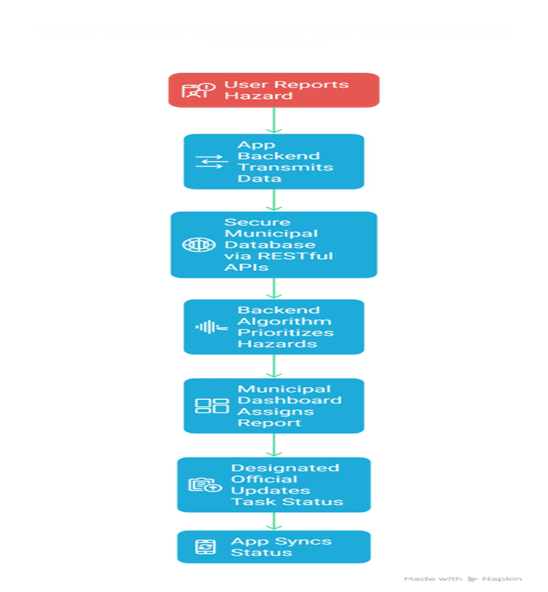 User Reports
Hazard
App
Backend
Transmits
Data
Secure
Municipal
Database
via RESTful
APIs
Backend
Algorithm
Prioritizes
Hazards
Municipal
Dashboard
Assigns
Report
Designated
Official
Updates
Task Status
App Syncs
Status
Made with Napkin